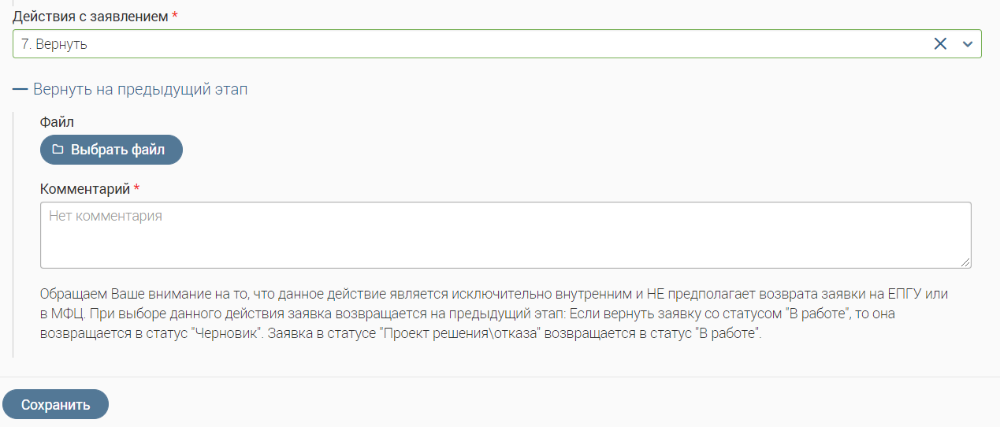 Действия с заявлением *
7. Вернуть
Вернуть на предыдущий этап
Файл
Выбрать файл
Комментарий *
Нет комментария
Обращаем Ваше внимание на то, что данное действие является исключительно внутренним и НЕ предполагает возврата заявки на ЕПГУ или
в МФЦ. При выборе данного действия заявка возвращается на предыдущий этап: Если вернуть заявку со статусом "В работе", то она
возвращается в статус "Черновик". Заявка в статусе "Проект решения\отказа" возвращается в статус "В работе".
Сохранить